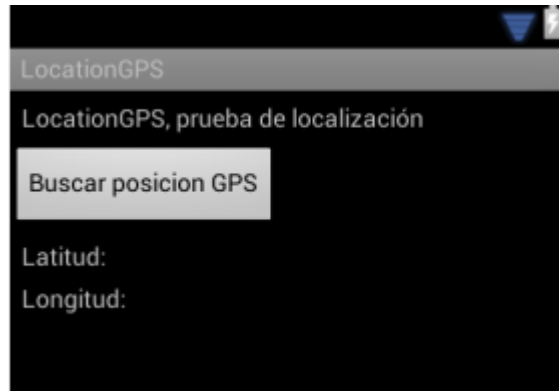 LocationGPS
LocationGPS, prueba de localización
Buscar posicion GPS
Latitud:
Longitud: